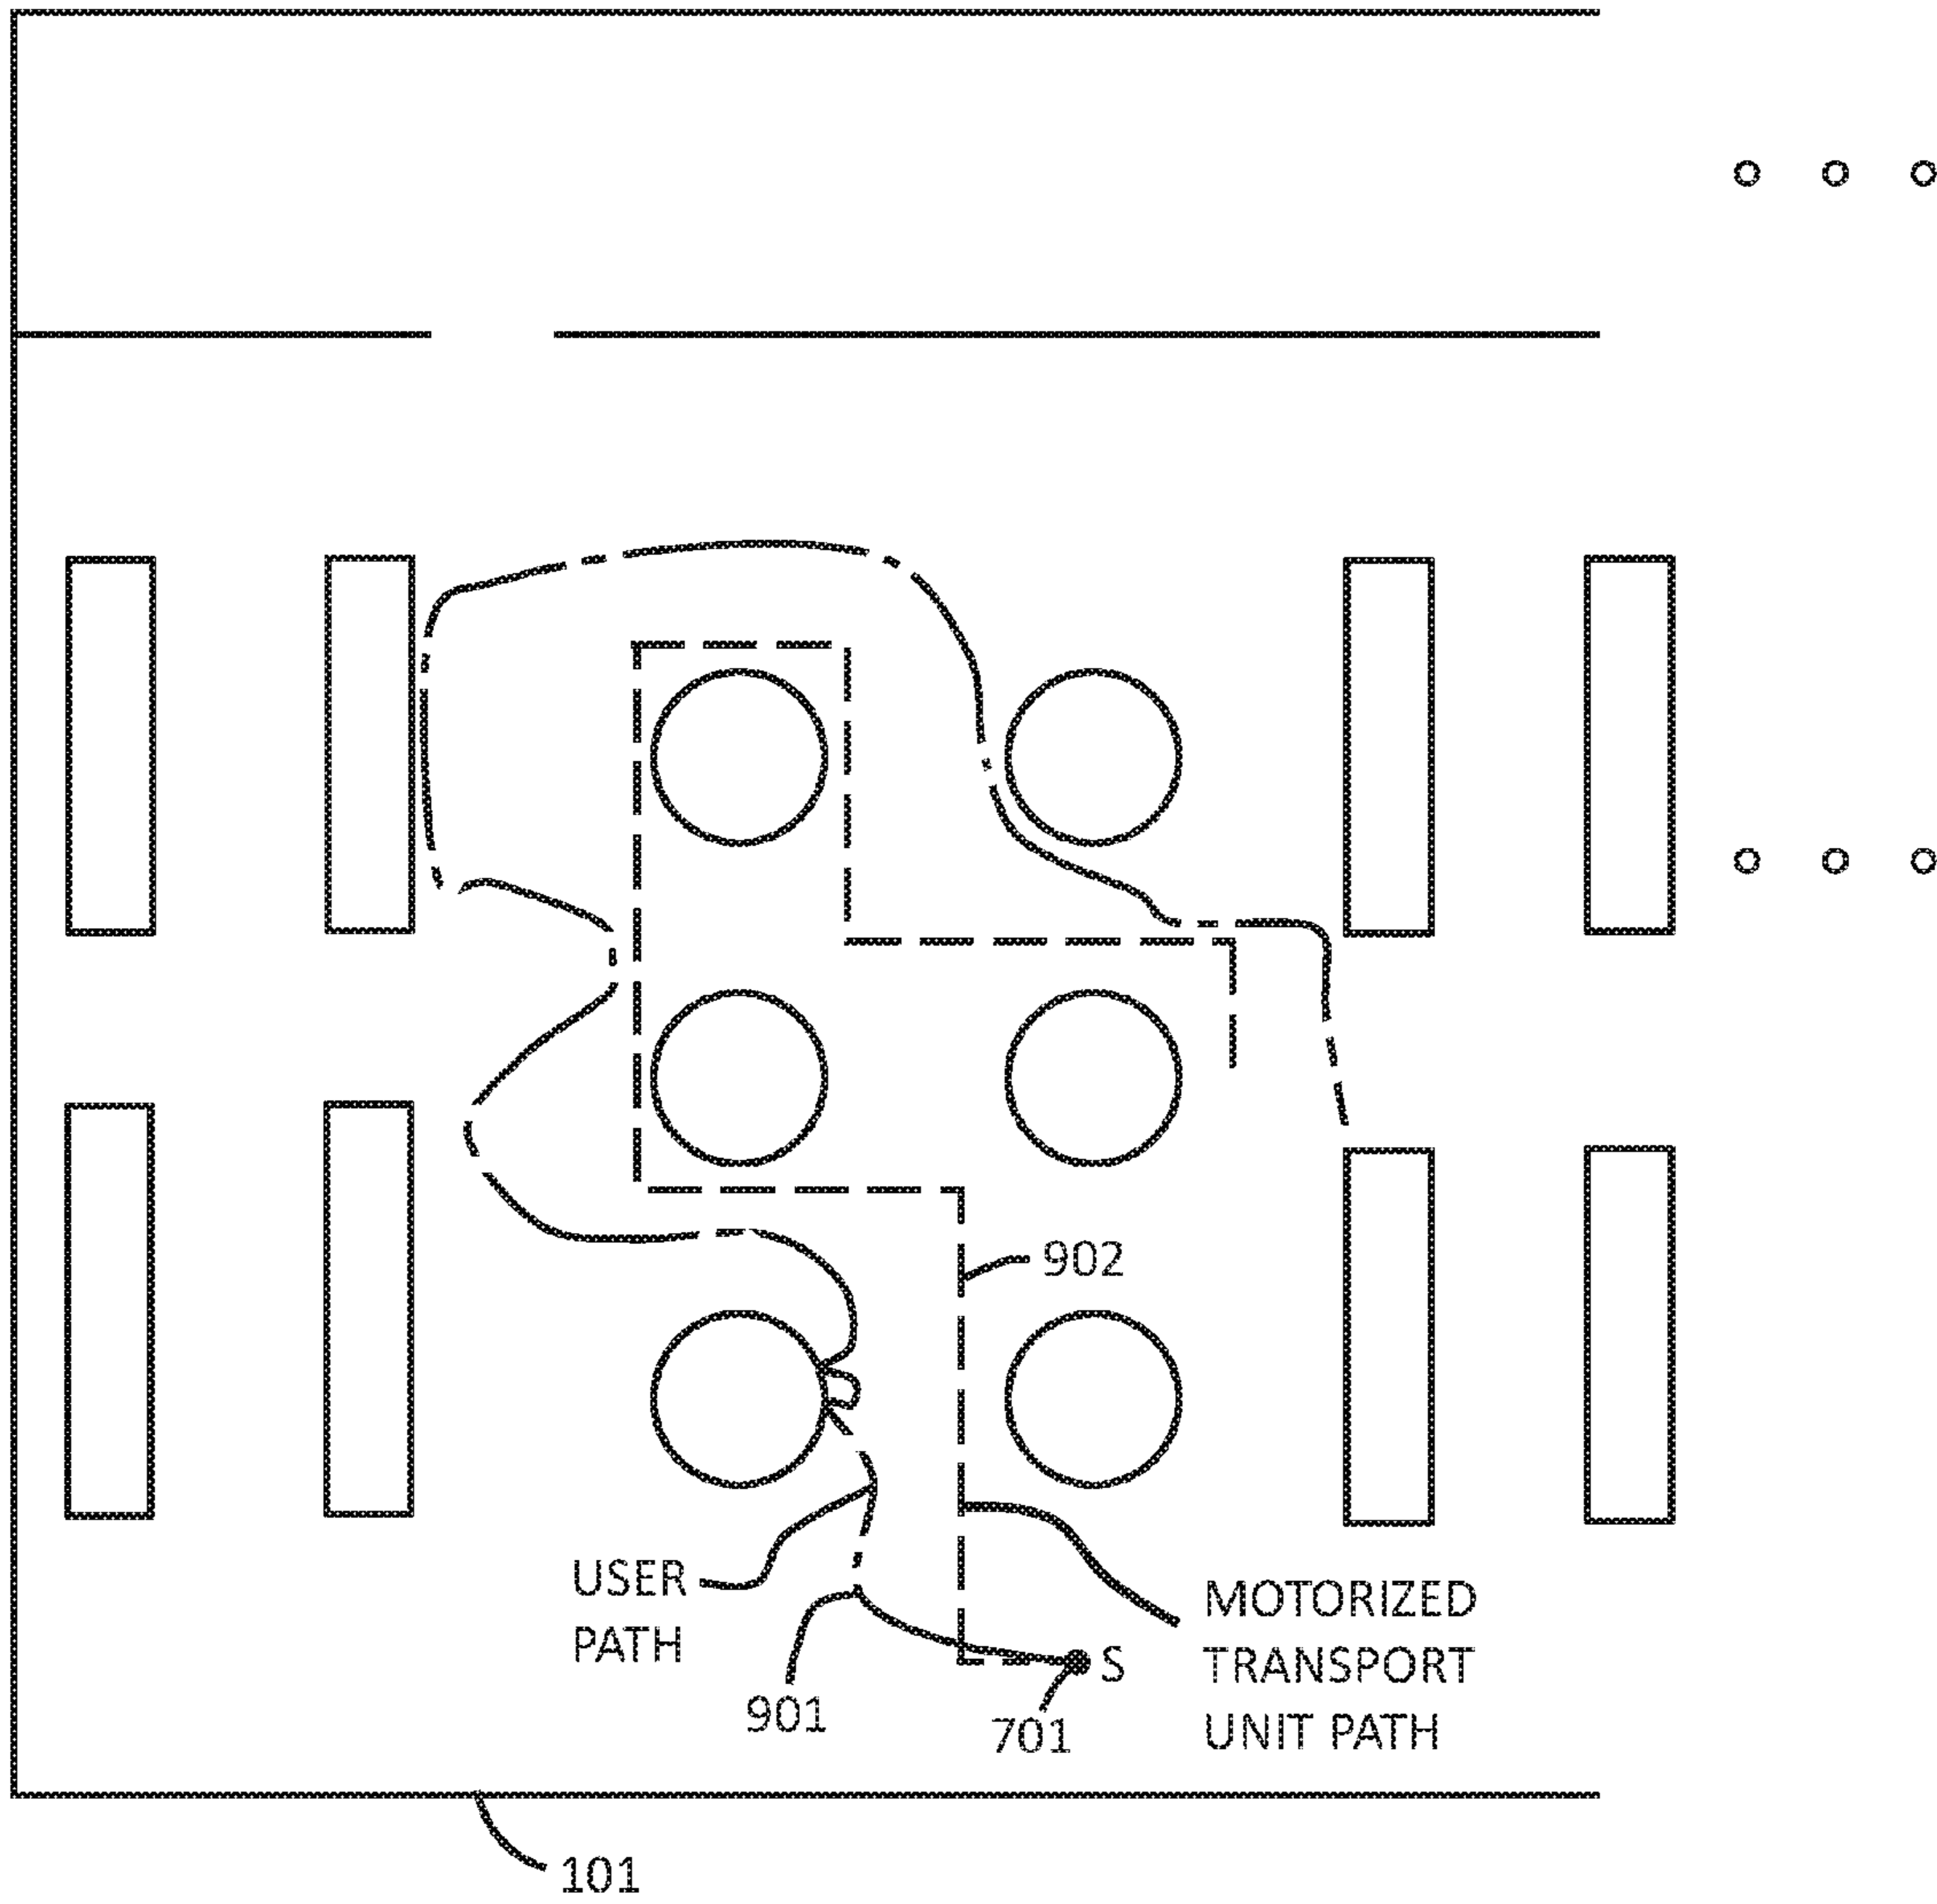 902
USER
PATH
901
S
701
MOTORIZED
TRANSPORT
UNIT PATH
101